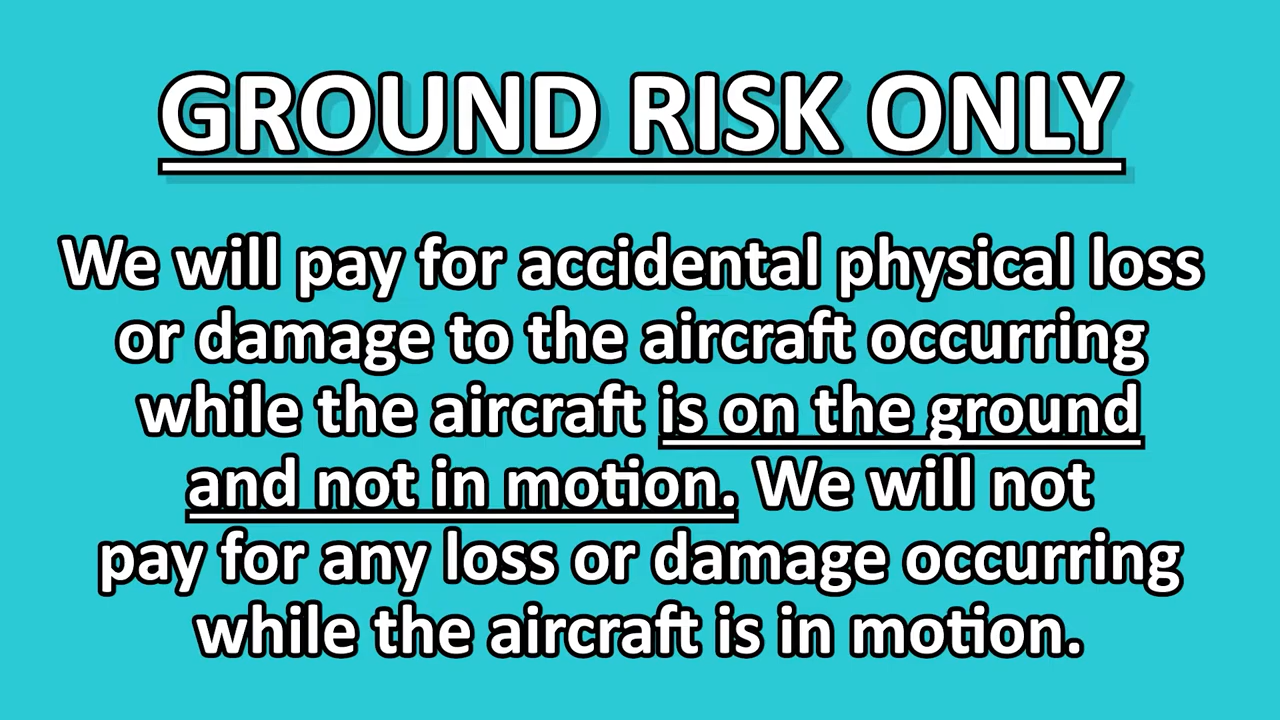 GROUND RISK ONLY
We will pay for accidental physical loss
or damage to the aircraft occurring
while the aircraft is on the ground
and not in motion. We will not
pay for any loss or damage occurring
while the aircraft is in motion.